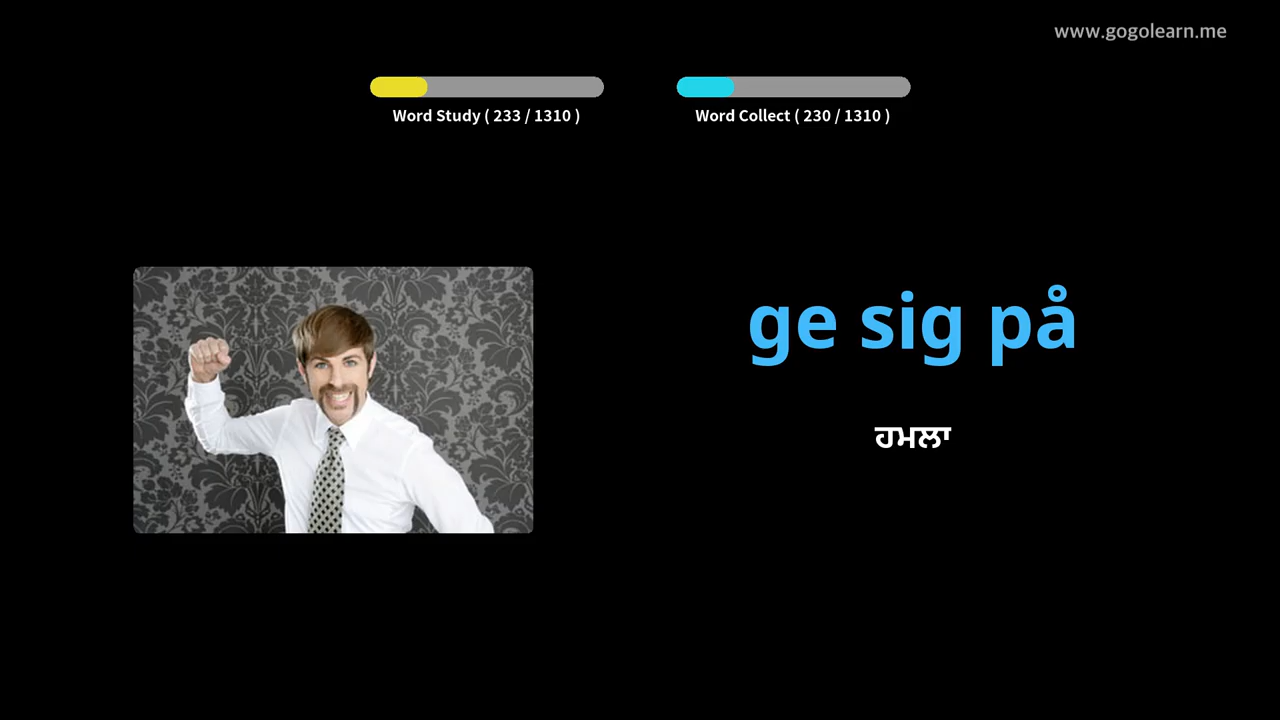 www.gogolearn.me
Word Study ( 233 / 1310 )
Word Collect ( 230 / 1310 )
ge sig på
ਹਮਲਾ